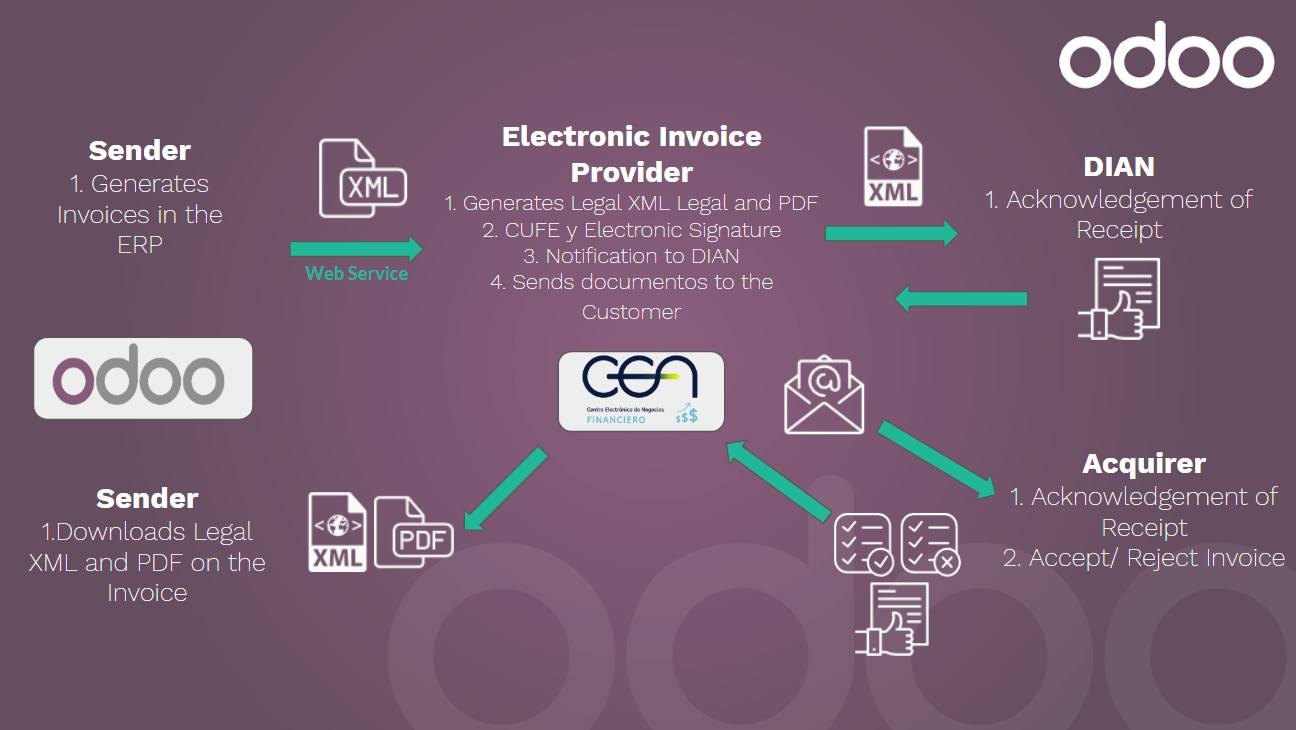 odoo
Sender
1. Generates
Invoices in the
ERP
XML
Web Service
Electronic Invoice
Provider
1. Generates Legal XML Legal and PDF
2. CUFE y Electronic Signature
3. Notification to DIAN
4. Sends documentos to the
Customer
XML
DIAN
1. Acknowledgement of
Receipt
odoo
cen
Centro Electrónico de Negocios
FINANCIERO
$$$
@
Sender
1.Downloads Legal
XML and PDF on the
Invoice
XML
PDF
Acquirer
1. Acknowledgement of
Receipt
2. Accept/ Reject Invoice
odoo